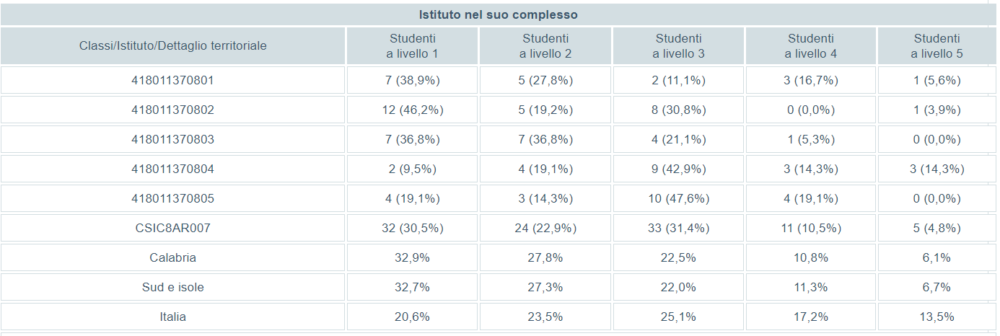 Istituto nel suo complesso
Classi/Istituto/Dettaglio territoriale Studenti a livello 1 Studenti a livello 2 Studenti a livello 3 Studenti a livello 4 Studenti a livello 5
418011370801 7 (38,9%) 5 (27,8%) 2 (11,1%) 3 (16,7%) 1 (5,6%)
418011370802 12 (46,2%) 5 (19,2%) 8 (30,8%) 0 (0,0%) 1 (3,9%)
418011370803 7 (36,8%) 7 (36,8%) 4 (21,1%) 1 (5,3%) 0 (0,0%)
418011370804 2 (9,5%) 4 (19,1%) 9 (42,9%) 3 (14,3%) 3 (14,3%)
418011370805 4 (19,1%) 3 (14,3%) 10 (47,6%) 4 (19,1%) 0 (0,0%)
CSIC8AR007 32 (30,5%) 24 (22,9%) 33 (31,4%) 11 (10,5%) 5 (4,8%)
Calabria 32,9% 27,8% 22,5% 10,8% 6,1%
Sud e isole 32,7% 27,3% 22,0% 11,3% 6,7%
Italia 20,6% 23,5% 25,1% 17,2% 13,5%